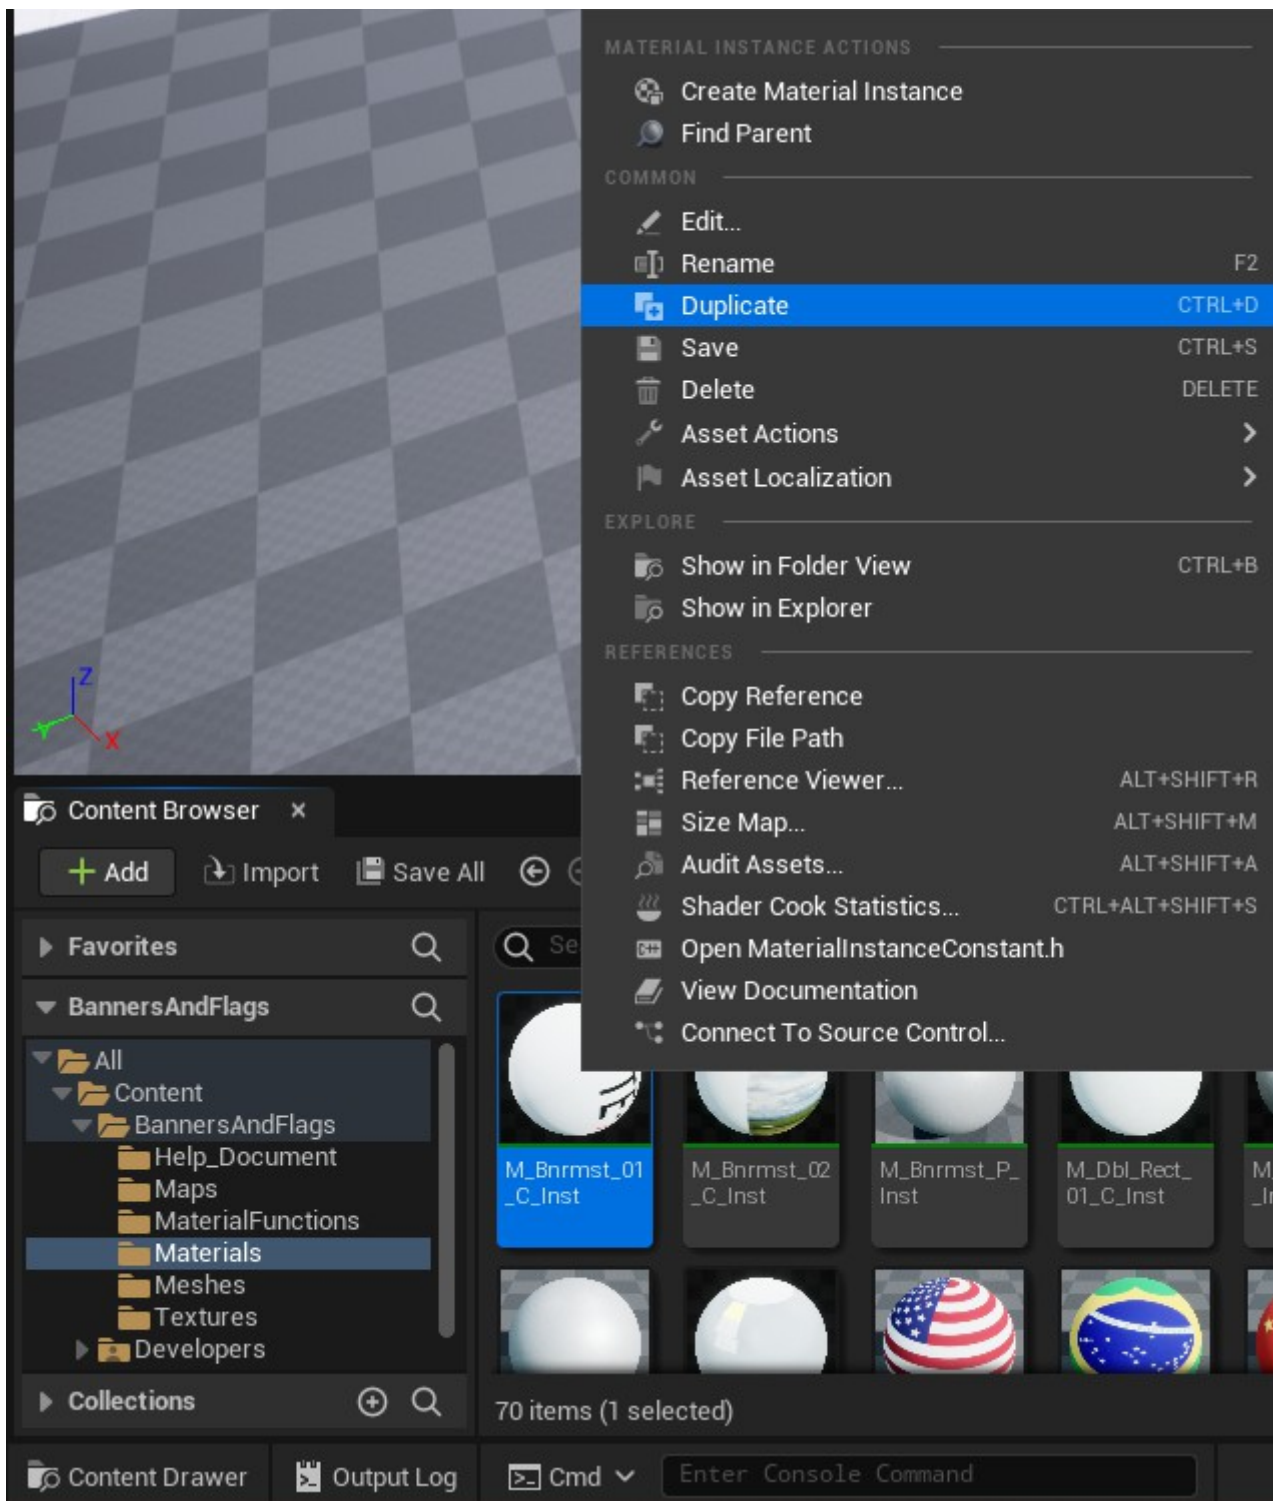 MATERIAL INSTANCE ACTIONS
Create Material Instance
Find Parent
COMMON
Edit...
Rename F2
Duplicate CTRL+D
Save CTRL+S
Delete DELETE
Asset Actions
Asset Localization
EXPLORE
Show in Folder View CTRL+B
Show in Explorer
REFERENCES
Copy Reference
Copy File Path
Reference Viewer... ALT+SHIFT+R
Size Map... ALT+SHIFT+M
Audit Assets... ALT+SHIFT+A
Shader Cook Statistics... CTRL+ALT+SHIFT+S
Open MaterialInstanceConstant.h
View Documentation
Connect To Source Control...
Z
Y
X
Content Browser
Add Import Save All
Favorites
BannersAndFlags
All
Content
BannersAndFlags
Help_Document
Maps
MaterialFunctions
Materials
Meshes
Textures
Developers
Collections
Se
M_Bnrmst_01
_C_Inst
M_Bnrmst_02
_C_Inst
M_Bnrmst_P_
Inst
M_Dbl_Rect_
01_C_Inst
70 items (1 selected)
Content Drawer Output Log Cmd Enter Console Command